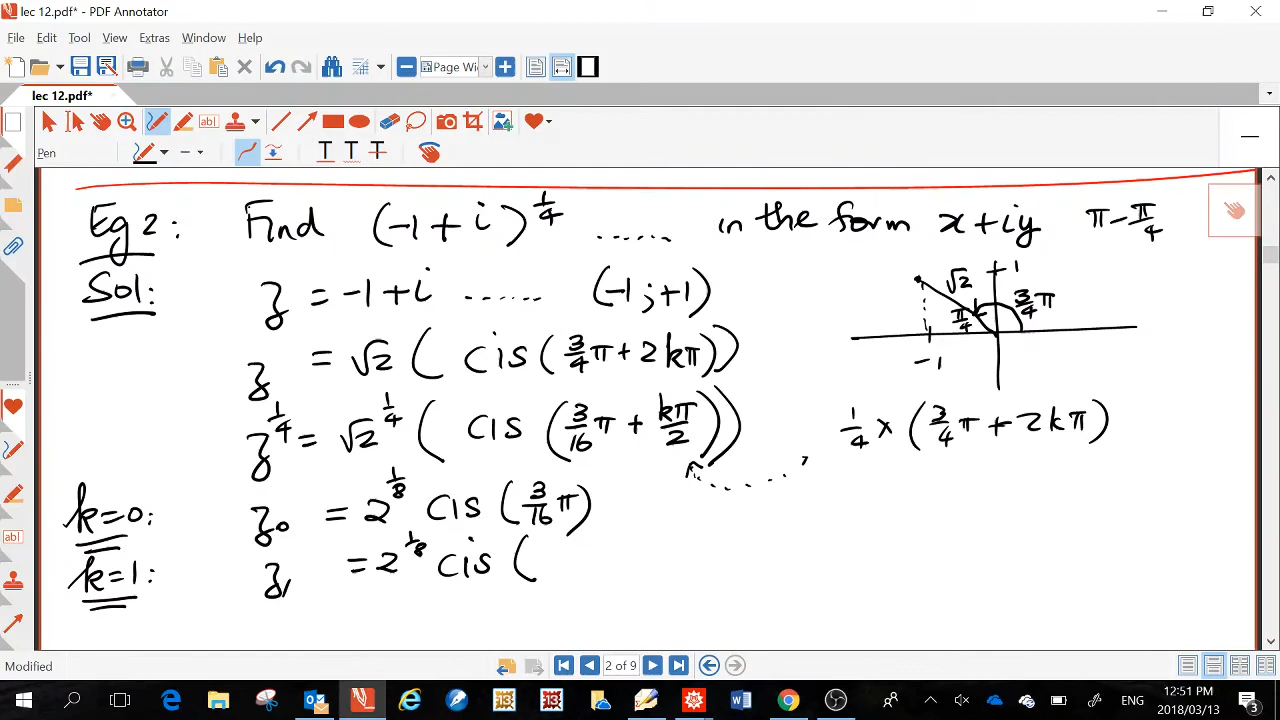 lec 12.pdf* - PDF Annotator
File Edit Tool View Extras Window Help
Page Wi
lec 12.pdf*
Pen
Eg 2: Find (-1+i)^{1/4} ...... in the form x+iy π-π/4
Sol: z = -1+i ...... (-1;+1)
√2 1 π/4 3/4π -1
z = √2 (cis(3/4π+2kπ))
z^{1/4} = √2^{1/4} (cis(3/16π + kπ/2)) 1/4 × (3/4π+2kπ)
k=0: z₀ = 2^{1/8} cis(3/16π)
k=1: z₁ = 2^{1/8} cis (
Modified 2 of 9
ENG 12:51 PM
2018/03/13 3